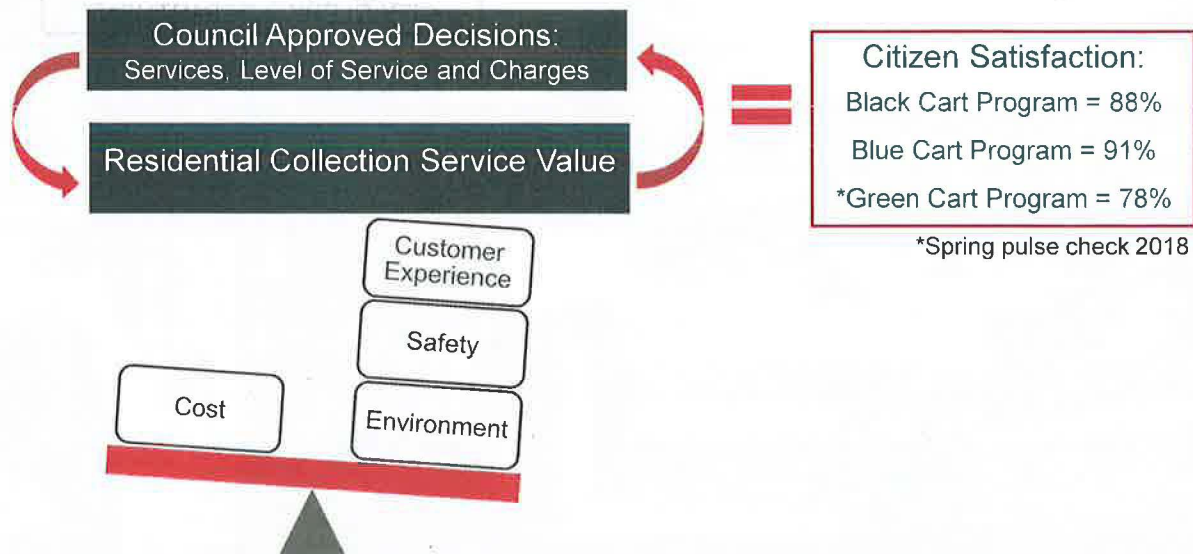 Council Approved Decisions:
Services, Level of Service and Charges
Residential Collection Service Value
Citizen Satisfaction:
Black Cart Program = 88%
Blue Cart Program = 91%
*Green Cart Program = 78%
*Spring pulse check 2018
Customer
Experience
Safety
Cost
Environment